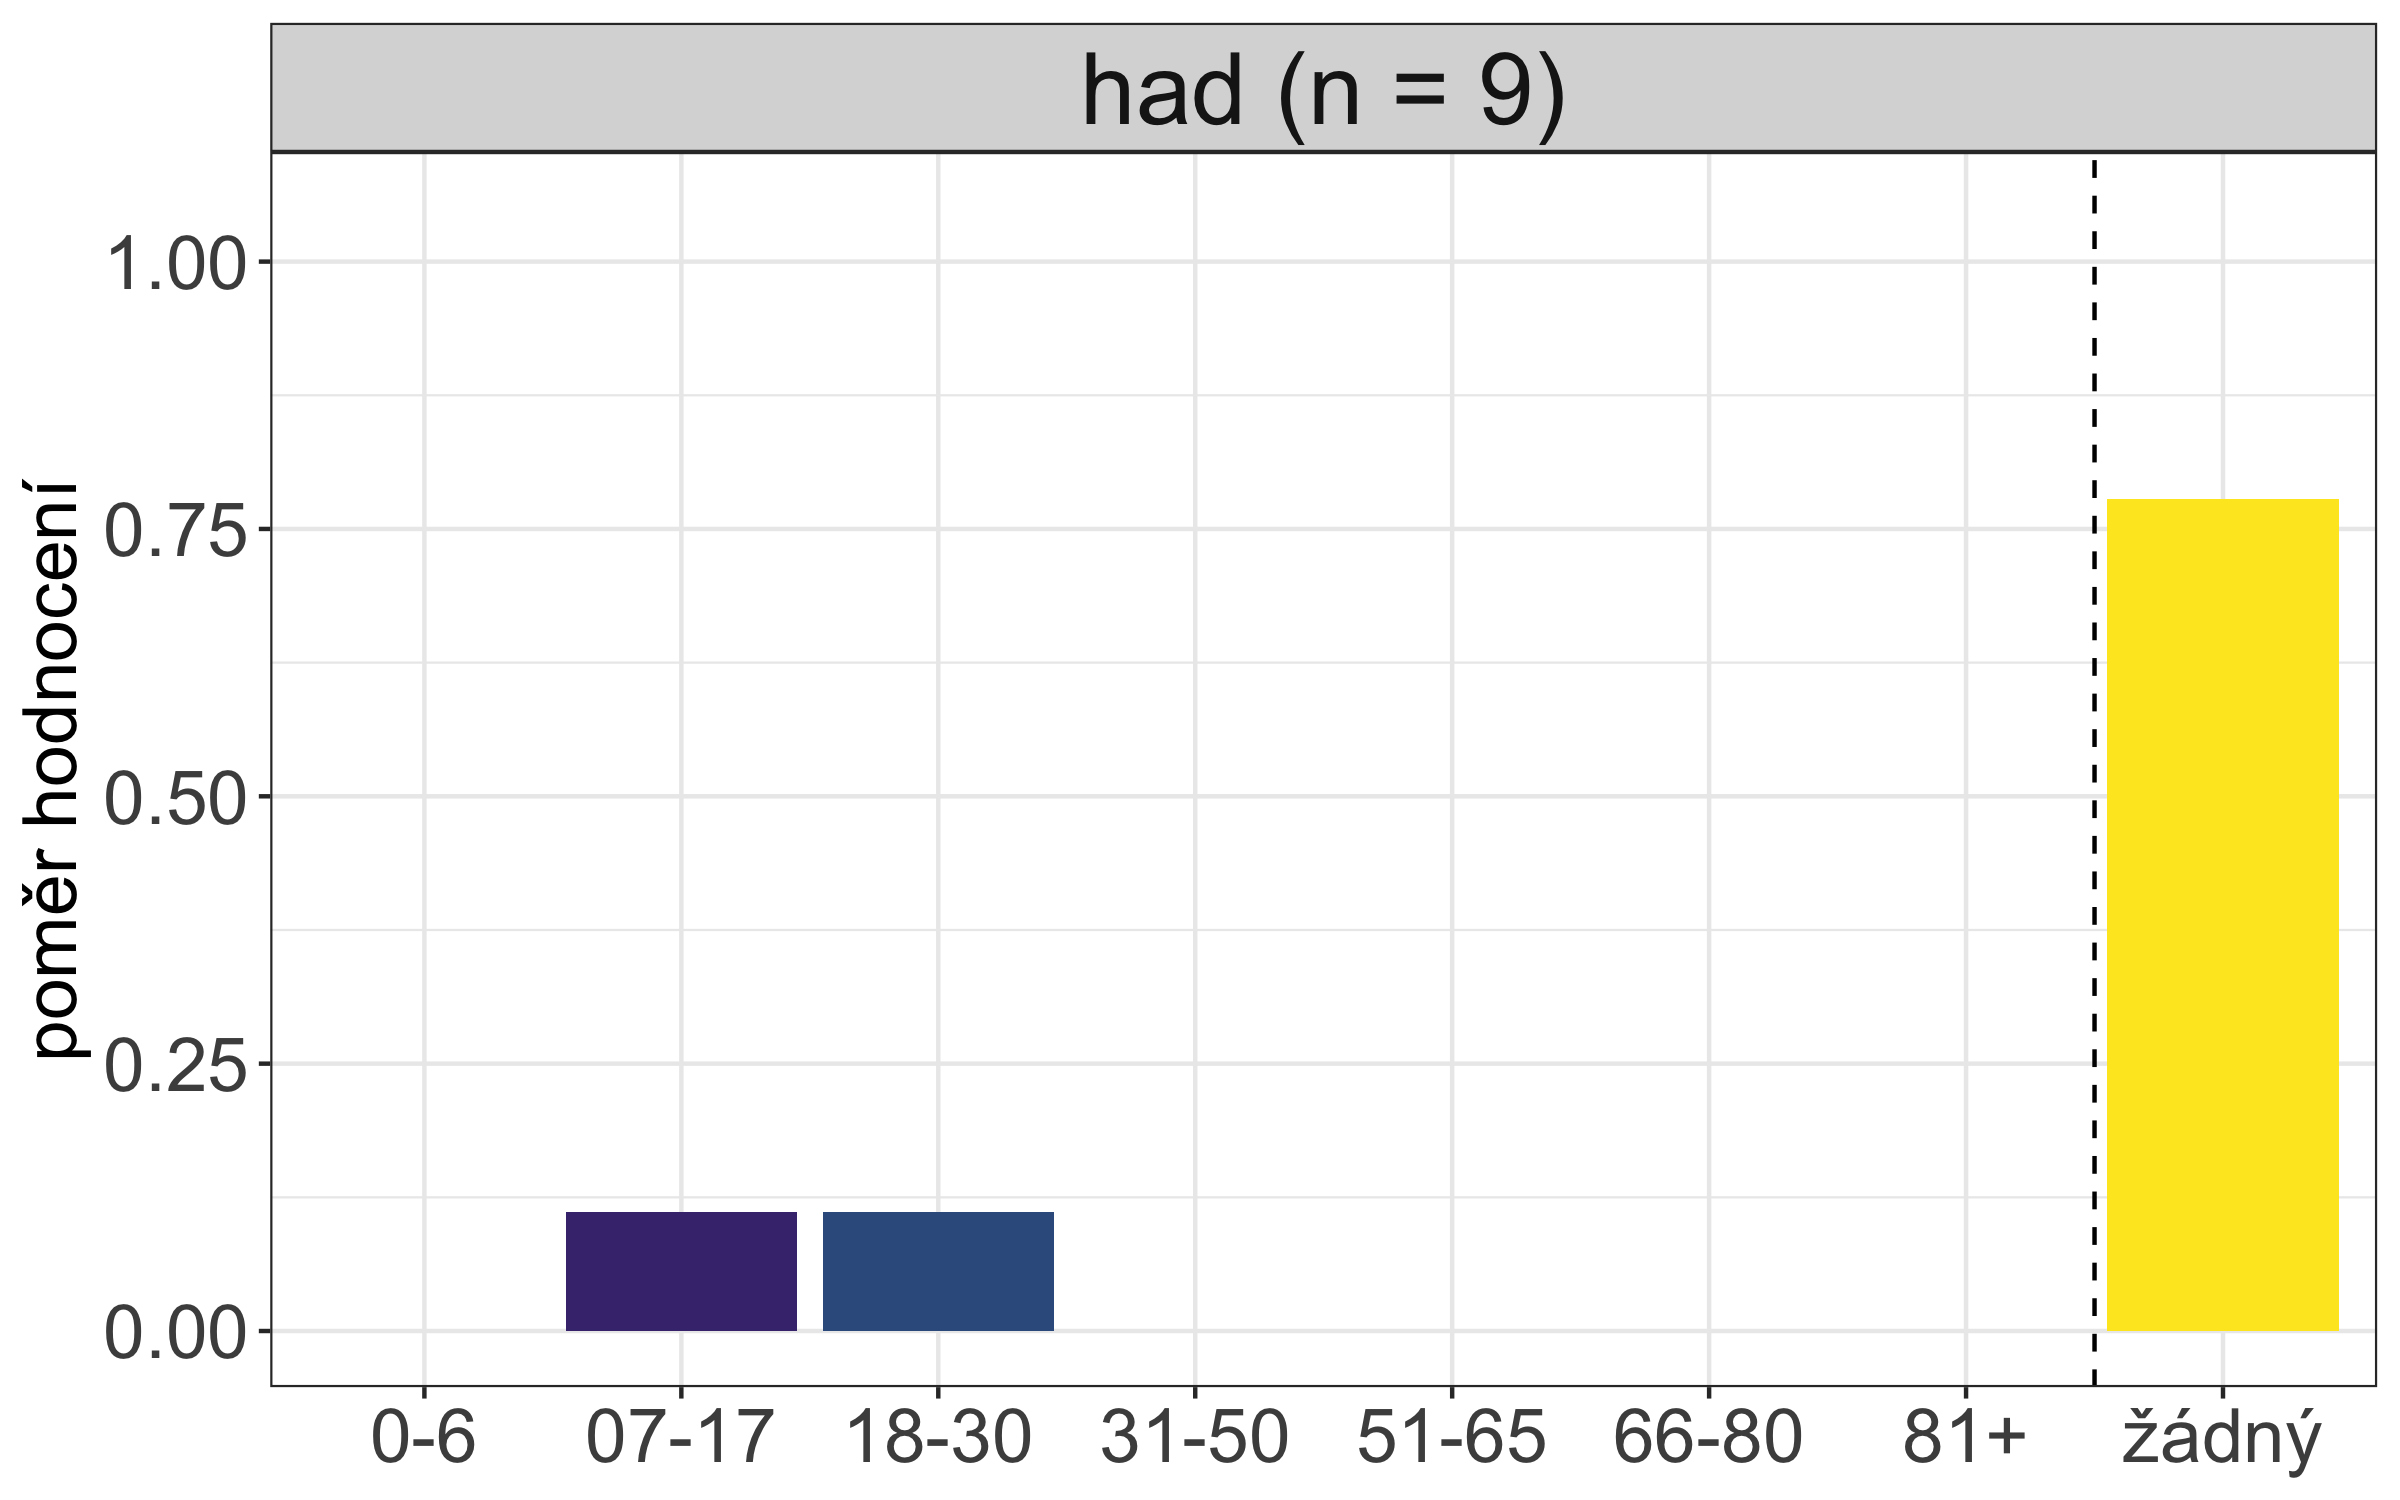 had (n = 9)
poměr hodnocení
1.00
0.75
0.50
0.25
0.00
0-6 07-17 18-30 31-50 51-65 66-80 81+ žádný